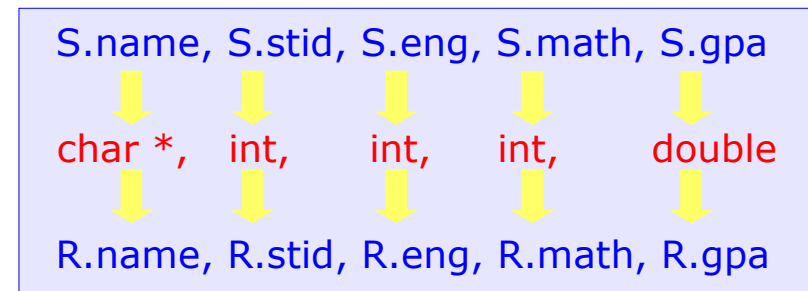 S.name, S.stid, S.eng, S.math, S.gpa
char *, int, int, int, double
R.name, R.stid, R.eng, R.math, R.gpa